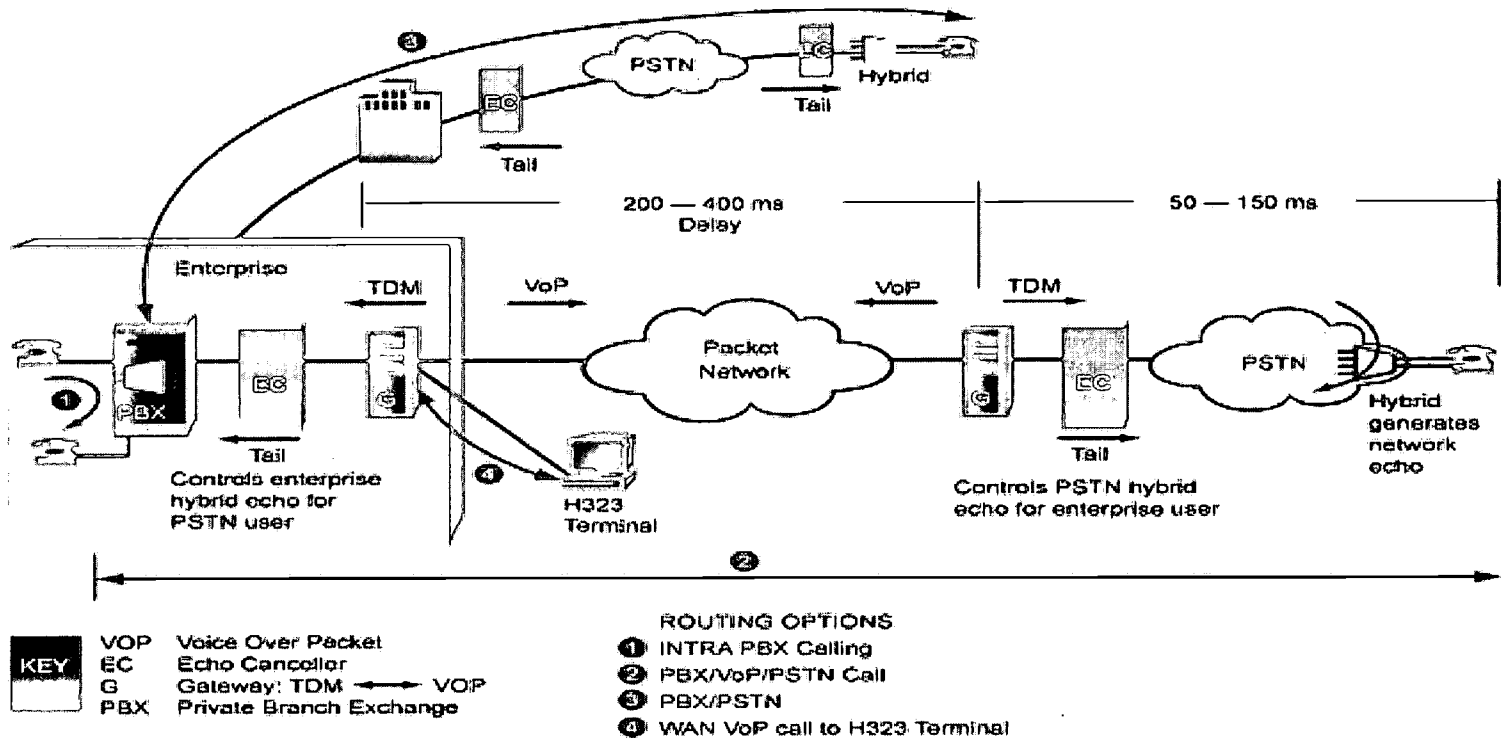 3
EC
PSTN
EC
Hybrid
Tail
Tail
200 — 400 ms
Delay
50 — 150 ms
Enterprise
TDM
VoP
VoP
TDM
1
PBX
EC
G
Packet
Network
G
EC
PSTN
Tail
Tail
Controls enterprise
hybrid echo for
PSTN user
4
H323
Terminal
Controls PSTN hybrid
echo for enterprise user
Hybrid
generates
network
echo
2
KEY
VOP Voice Over Packet
EC Echo Cancellor
G Gateway: TDM ⟷ VOP
PBX Private Branch Exchange
ROUTING OPTIONS
1 INTRA PBX Calling
2 PBX/VoP/PSTN Call
3 PBX/PSTN
4 WAN VoP call to H323 Terminal